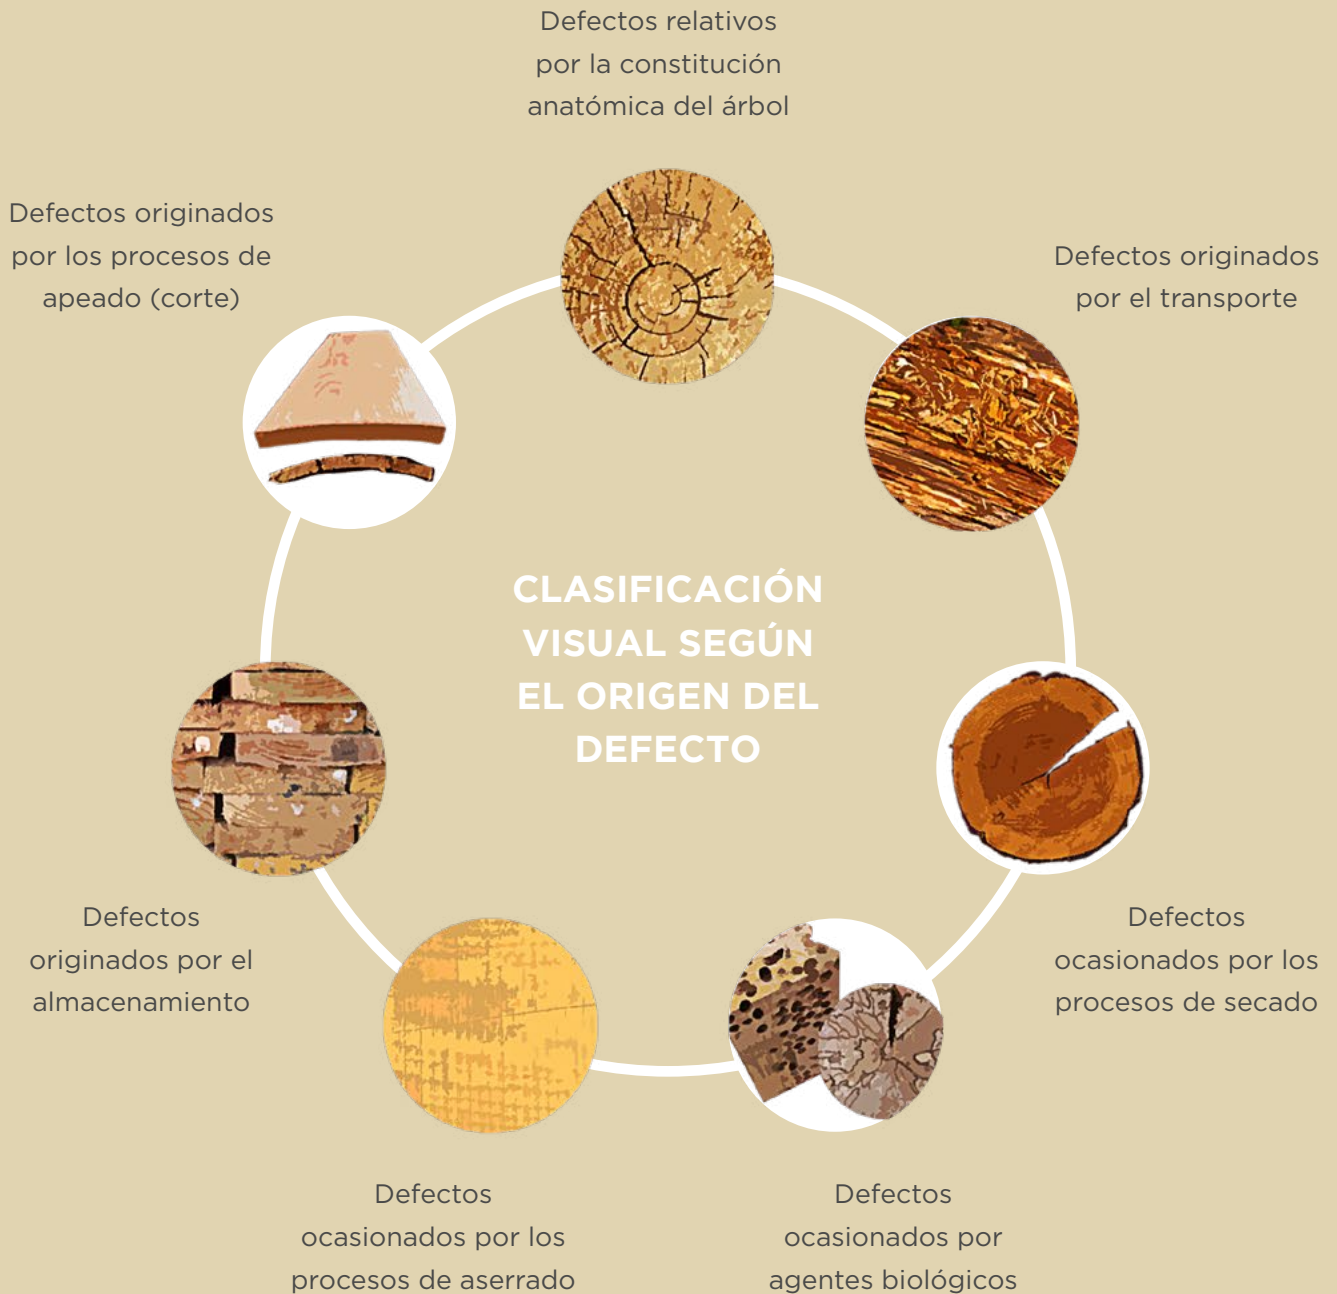 Defectos relativos
por la constitución
anatómica del árbol
Defectos originados
por los procesos de
apeado (corte)
Defectos originados
por el transporte
CLASIFICACIÓN
VISUAL SEGÚN
EL ORIGEN DEL
DEFECTO
Defectos
originados por el
almacenamiento
Defectos
ocasionados por los
procesos de secado
Defectos
ocasionados por los
procesos de aserrado
Defectos
ocasionados por
agentes biológicos